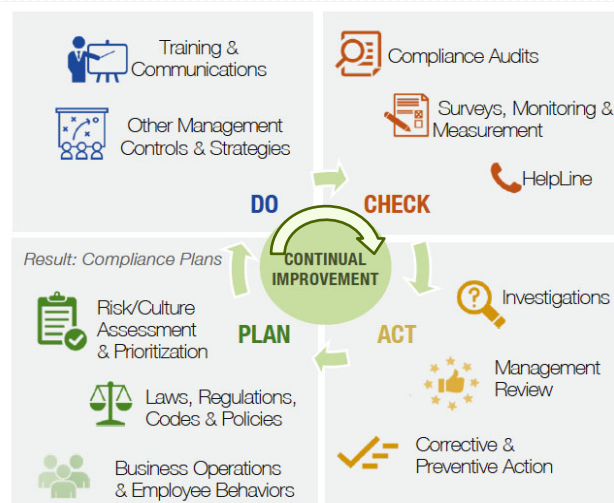 Training &
Communications
Other Management
Controls & Strategies
DO
Compliance Audits
Surveys, Monitoring &
Measurement
HelpLine
CHECK
CONTINUAL
IMPROVEMENT
Result: Compliance Plans
Risk/Culture
Assessment
& Prioritization
PLAN
Laws, Regulations,
Codes & Policies
Business Operations
& Employee Behaviors
ACT
Investigations
Management
Review
Corrective &
Preventive Action